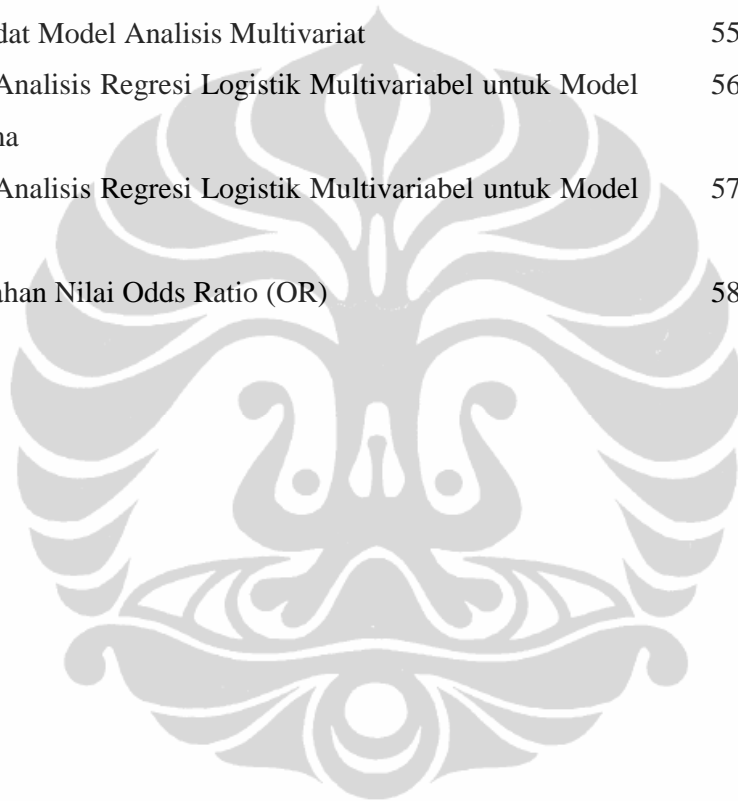 dat Model Analisis Multivariat 55
Analisis Regresi Logistik Multivariabel untuk Model 56
na
Analisis Regresi Logistik Multivariabel untuk Model 57
ahan Nilai Odds Ratio (OR) 58